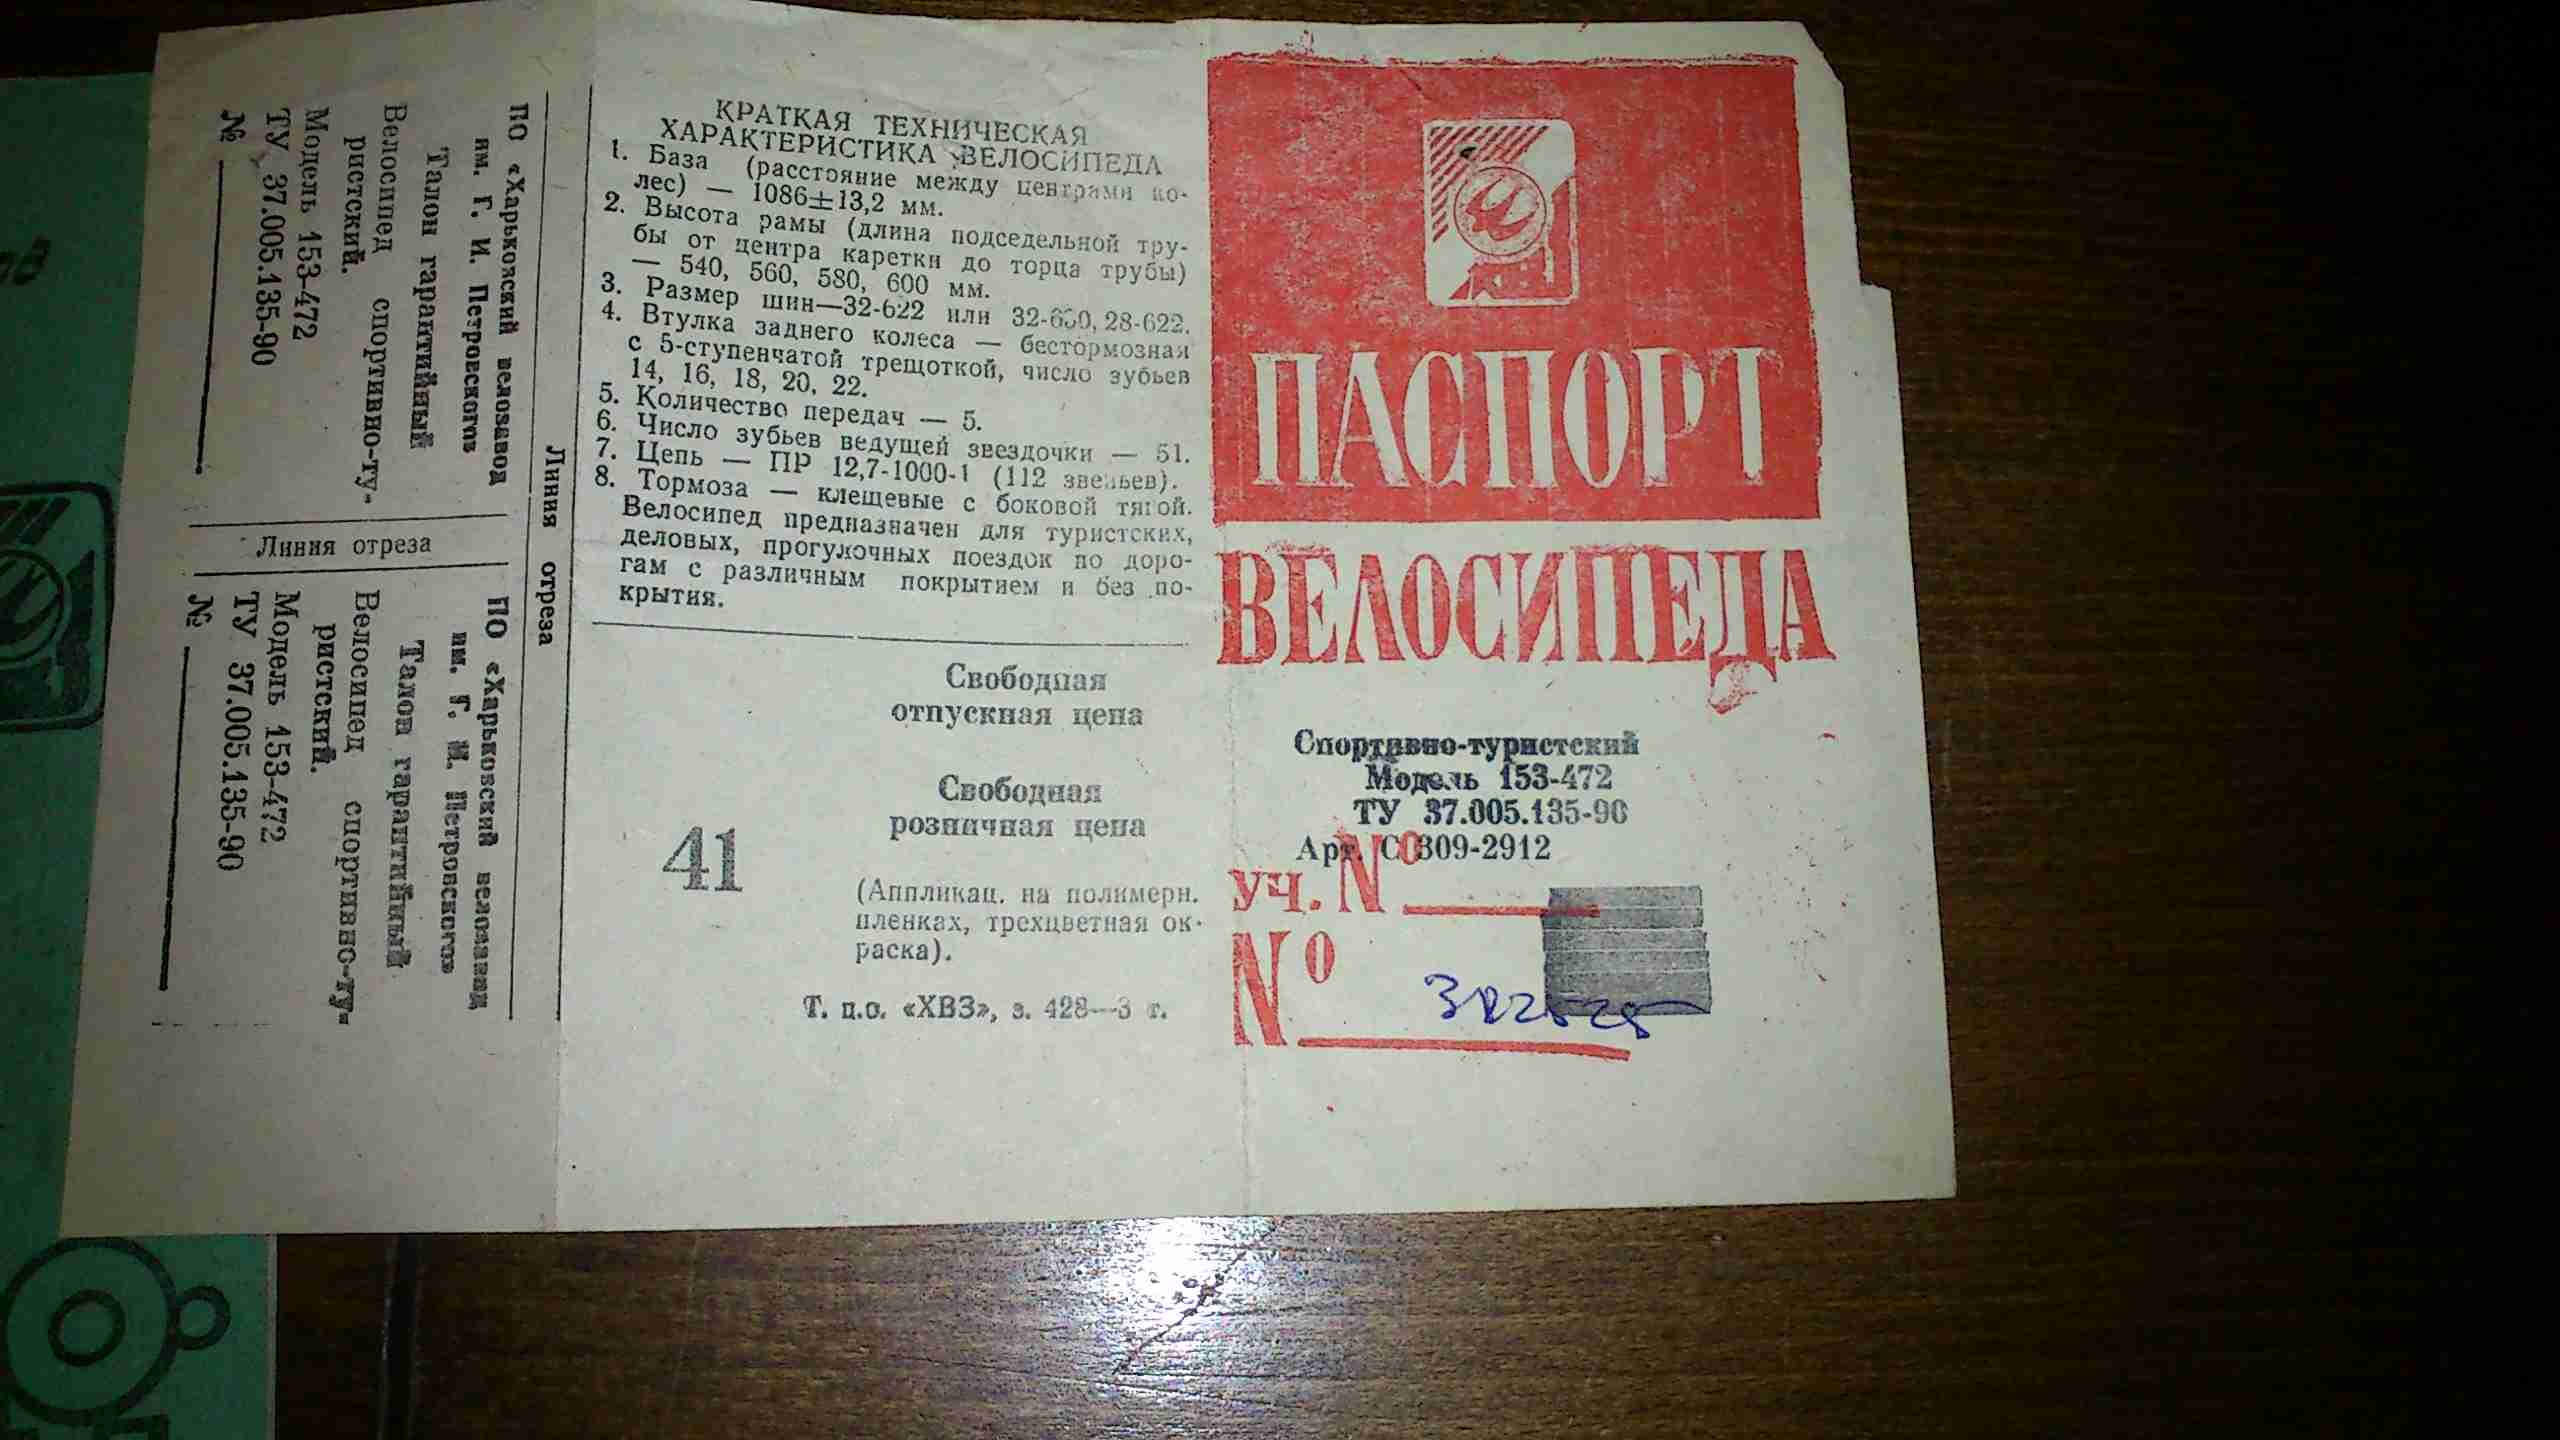 ПО «Харьковский велозавод
им. Г. И. Петровского»
Талон гарантийный
Велосипед спортивно-ту-
ристский.
Модель 153-472
ТУ 37.005.135-90
№
Линия отреза
ПО «Харьковский велозавод
им. Г. И. Петровского»
Талон гарантийный
Велосипед спортивно-ту-
ристский.
Модель 153-472
ТУ 37.005.135-90
№
Линия отреза
КРАТКАЯ ТЕХНИЧЕСКАЯ
ХАРАКТЕРИСТИКА ВЕЛОСИПЕДА
1. База (расстояние между центрами ко-
лес) — 1086±13,2 мм.
2. Высота рамы (длина подседельной тру-
бы от центра каретки до торца трубы)
— 540, 560, 580, 600 мм.
3. Размер шин—32-622 или 32-630, 28-622.
4. Втулка заднего колеса — бестормозная
с 5-ступенчатой трещоткой, число зубьев
14, 16, 18, 20, 22.
5. Количество передач — 5.
6. Число зубьев ведущей звездочки — 51.
7. Цепь — ПР 12,7-1000-1 (112 звеньев).
8. Тормоза — клещевые с боковой тягой.
Велосипед предназначен для туристских,
деловых, прогулочных поездок по доро-
гам с различным покрытием и без по-
крытия.
Свободная
отпускная цена
Свободная
розничная цена
41
(Аппликац. на полимерн.
пленках, трехцветная ок-
раска).
Т. п.о. «ХВЗ», з. 428—3 г.
ХВЗ
ПАСПОРТ
ВЕЛОСИПЕДА
Спортивно-туристский
Модель 153-472
ТУ 37.005.135-90
Арт. С 309-2912
УЧ. №
№